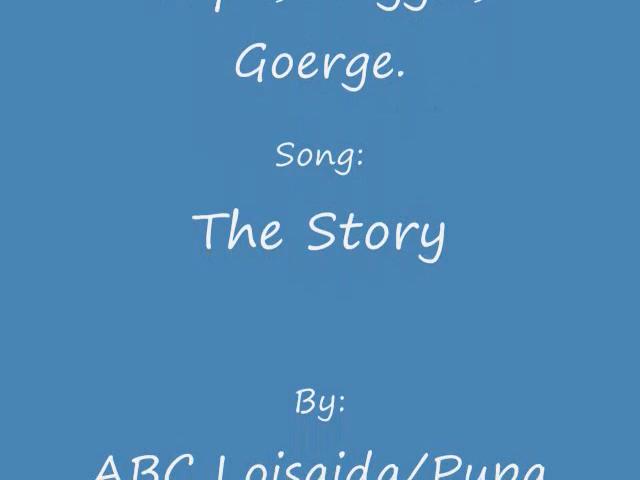 Goerge.
Song:
The Story
By:
ABC Loisaida/Pupa